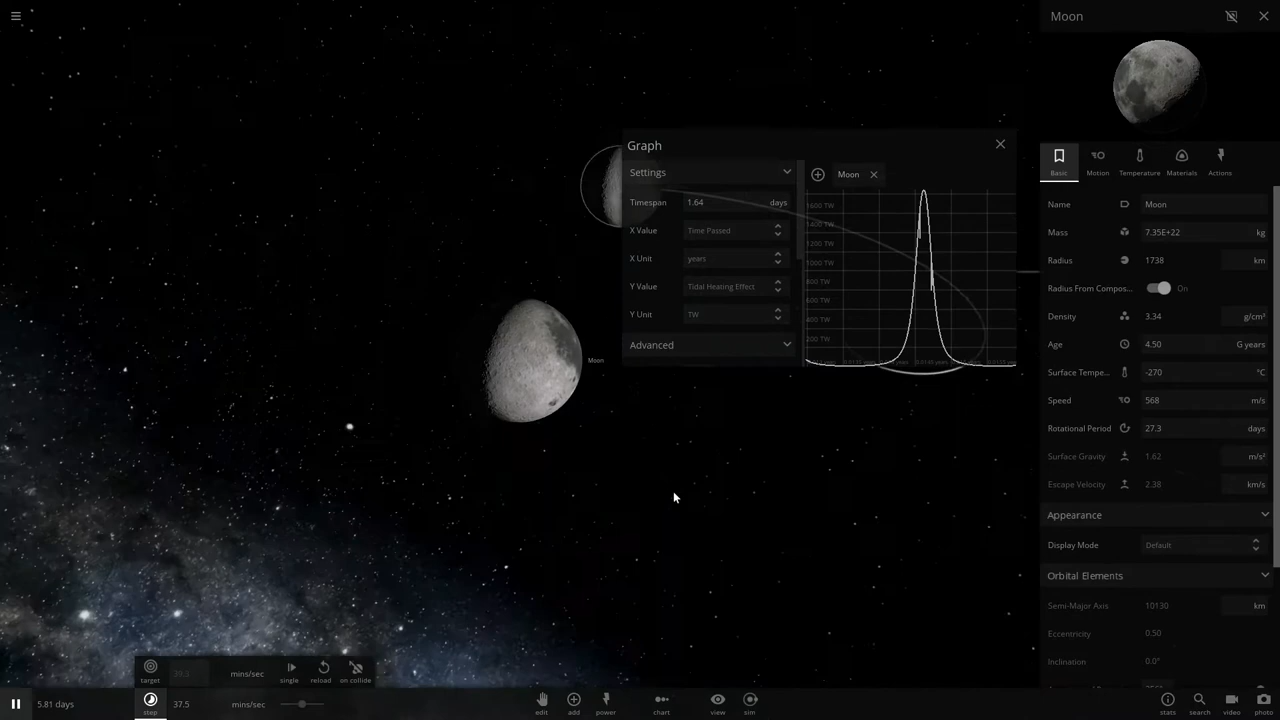 Moon
Basic
Motion
Temperature
Materials
Actions
Name Moon
Mass 7.35E+22 kg
Radius 1738 km
Radius From Compos... On
Density 3.34 g/cm³
Age 4.50 G years
Surface Tempe... -270 °C
Speed 568 m/s
Rotational Period 27.3 days
Surface Gravity 1.62 m/s²
Escape Velocity 2.38 km/s
Appearance
Display Mode Default
Orbital Elements
Semi-Major Axis 10130 km
Eccentricity 0.50
Inclination 0.0°
Graph
Settings
Timespan 1.64 days
X Value Time Passed
X Unit years
Y Value Tidal Heating Effect
Y Unit TW
Advanced
Moon
1600 TW
1400 TW
1200 TW
1000 TW
800 TW
600 TW
400 TW
200 TW
Moon
target 39.3 mins/sec single reload on collide
5.81 days step 37.5 mins/sec
edit add power chart view sim
stats search video photo